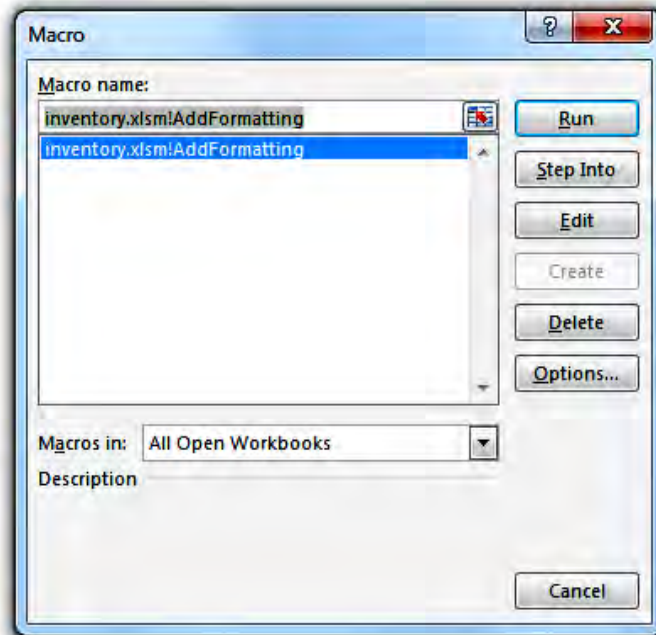 Macro
?
Macro name:
inventory.xlsm!AddFormatting
inventory.xlsm!AddFormatting
Run
Step Into
Edit
Create
Delete
Options...
Macros in: All Open Workbooks
Description
Cancel